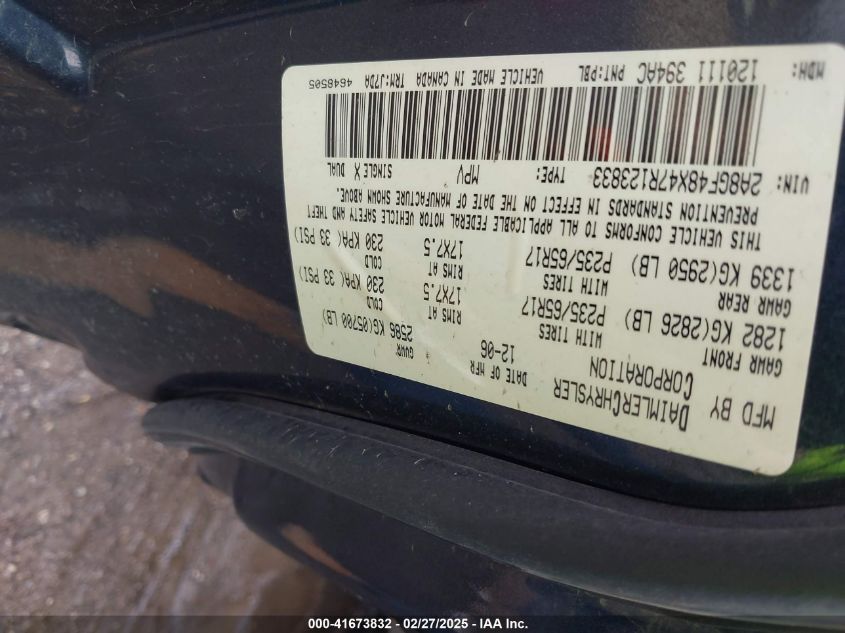 MFD BY DAIMLERCHRYSLER CORPORATION
DATE OF MFR 12-06
GVWR 2586 KG(05700 LB)
GAWR FRONT 1282 KG(2826 LB)
WITH TIRES P235/65R17
RIMS AT 17X7.5
COLD 230 KPA( 33 PSI)
GAWR REAR 1339 KG(2950 LB)
WITH TIRES P235/65R17
RIMS AT 17X7.5
COLD 230 KPA( 33 PSI)
THIS VEHICLE CONFORMS TO ALL APPLICABLE FEDERAL MOTOR VEHICLE SAFETY AND THEFT
PREVENTION STANDARDS IN EFFECT ON THE DATE OF MANUFACTURE SHOWN ABOVE.
VIN: 2A8GF48X47R123833 TYPE: MPV SINGLE X DUAL
MDH: 120111 394AC PNT:PBL VEHICLE MADE IN CANADA TRM:J7DA 4648505
000-41673832 - 02/27/2025 - IAA Inc.